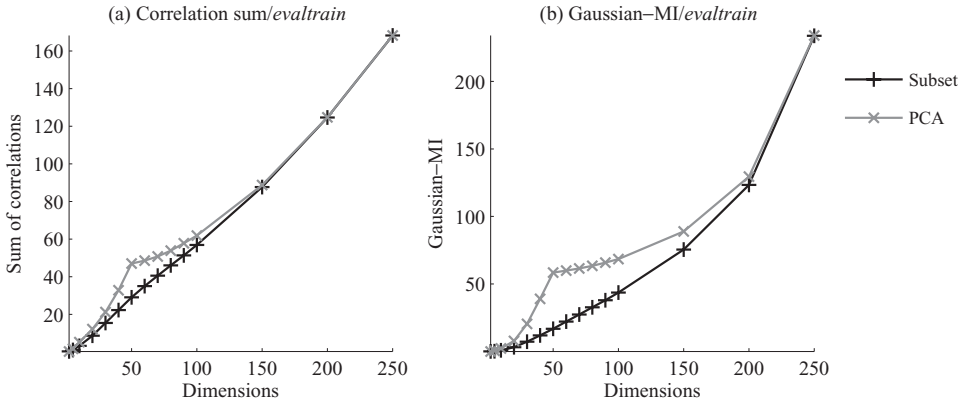 (a) Correlation sum/evaltrain
160
140
120
100
80
60
40
20
Sum of correlations
50
100
150
200
250
Dimensions
(b) Gaussian−MI/evaltrain
200
150
100
50
Gaussian−MI
50
100
150
200
250
Dimensions
Subset
PCA